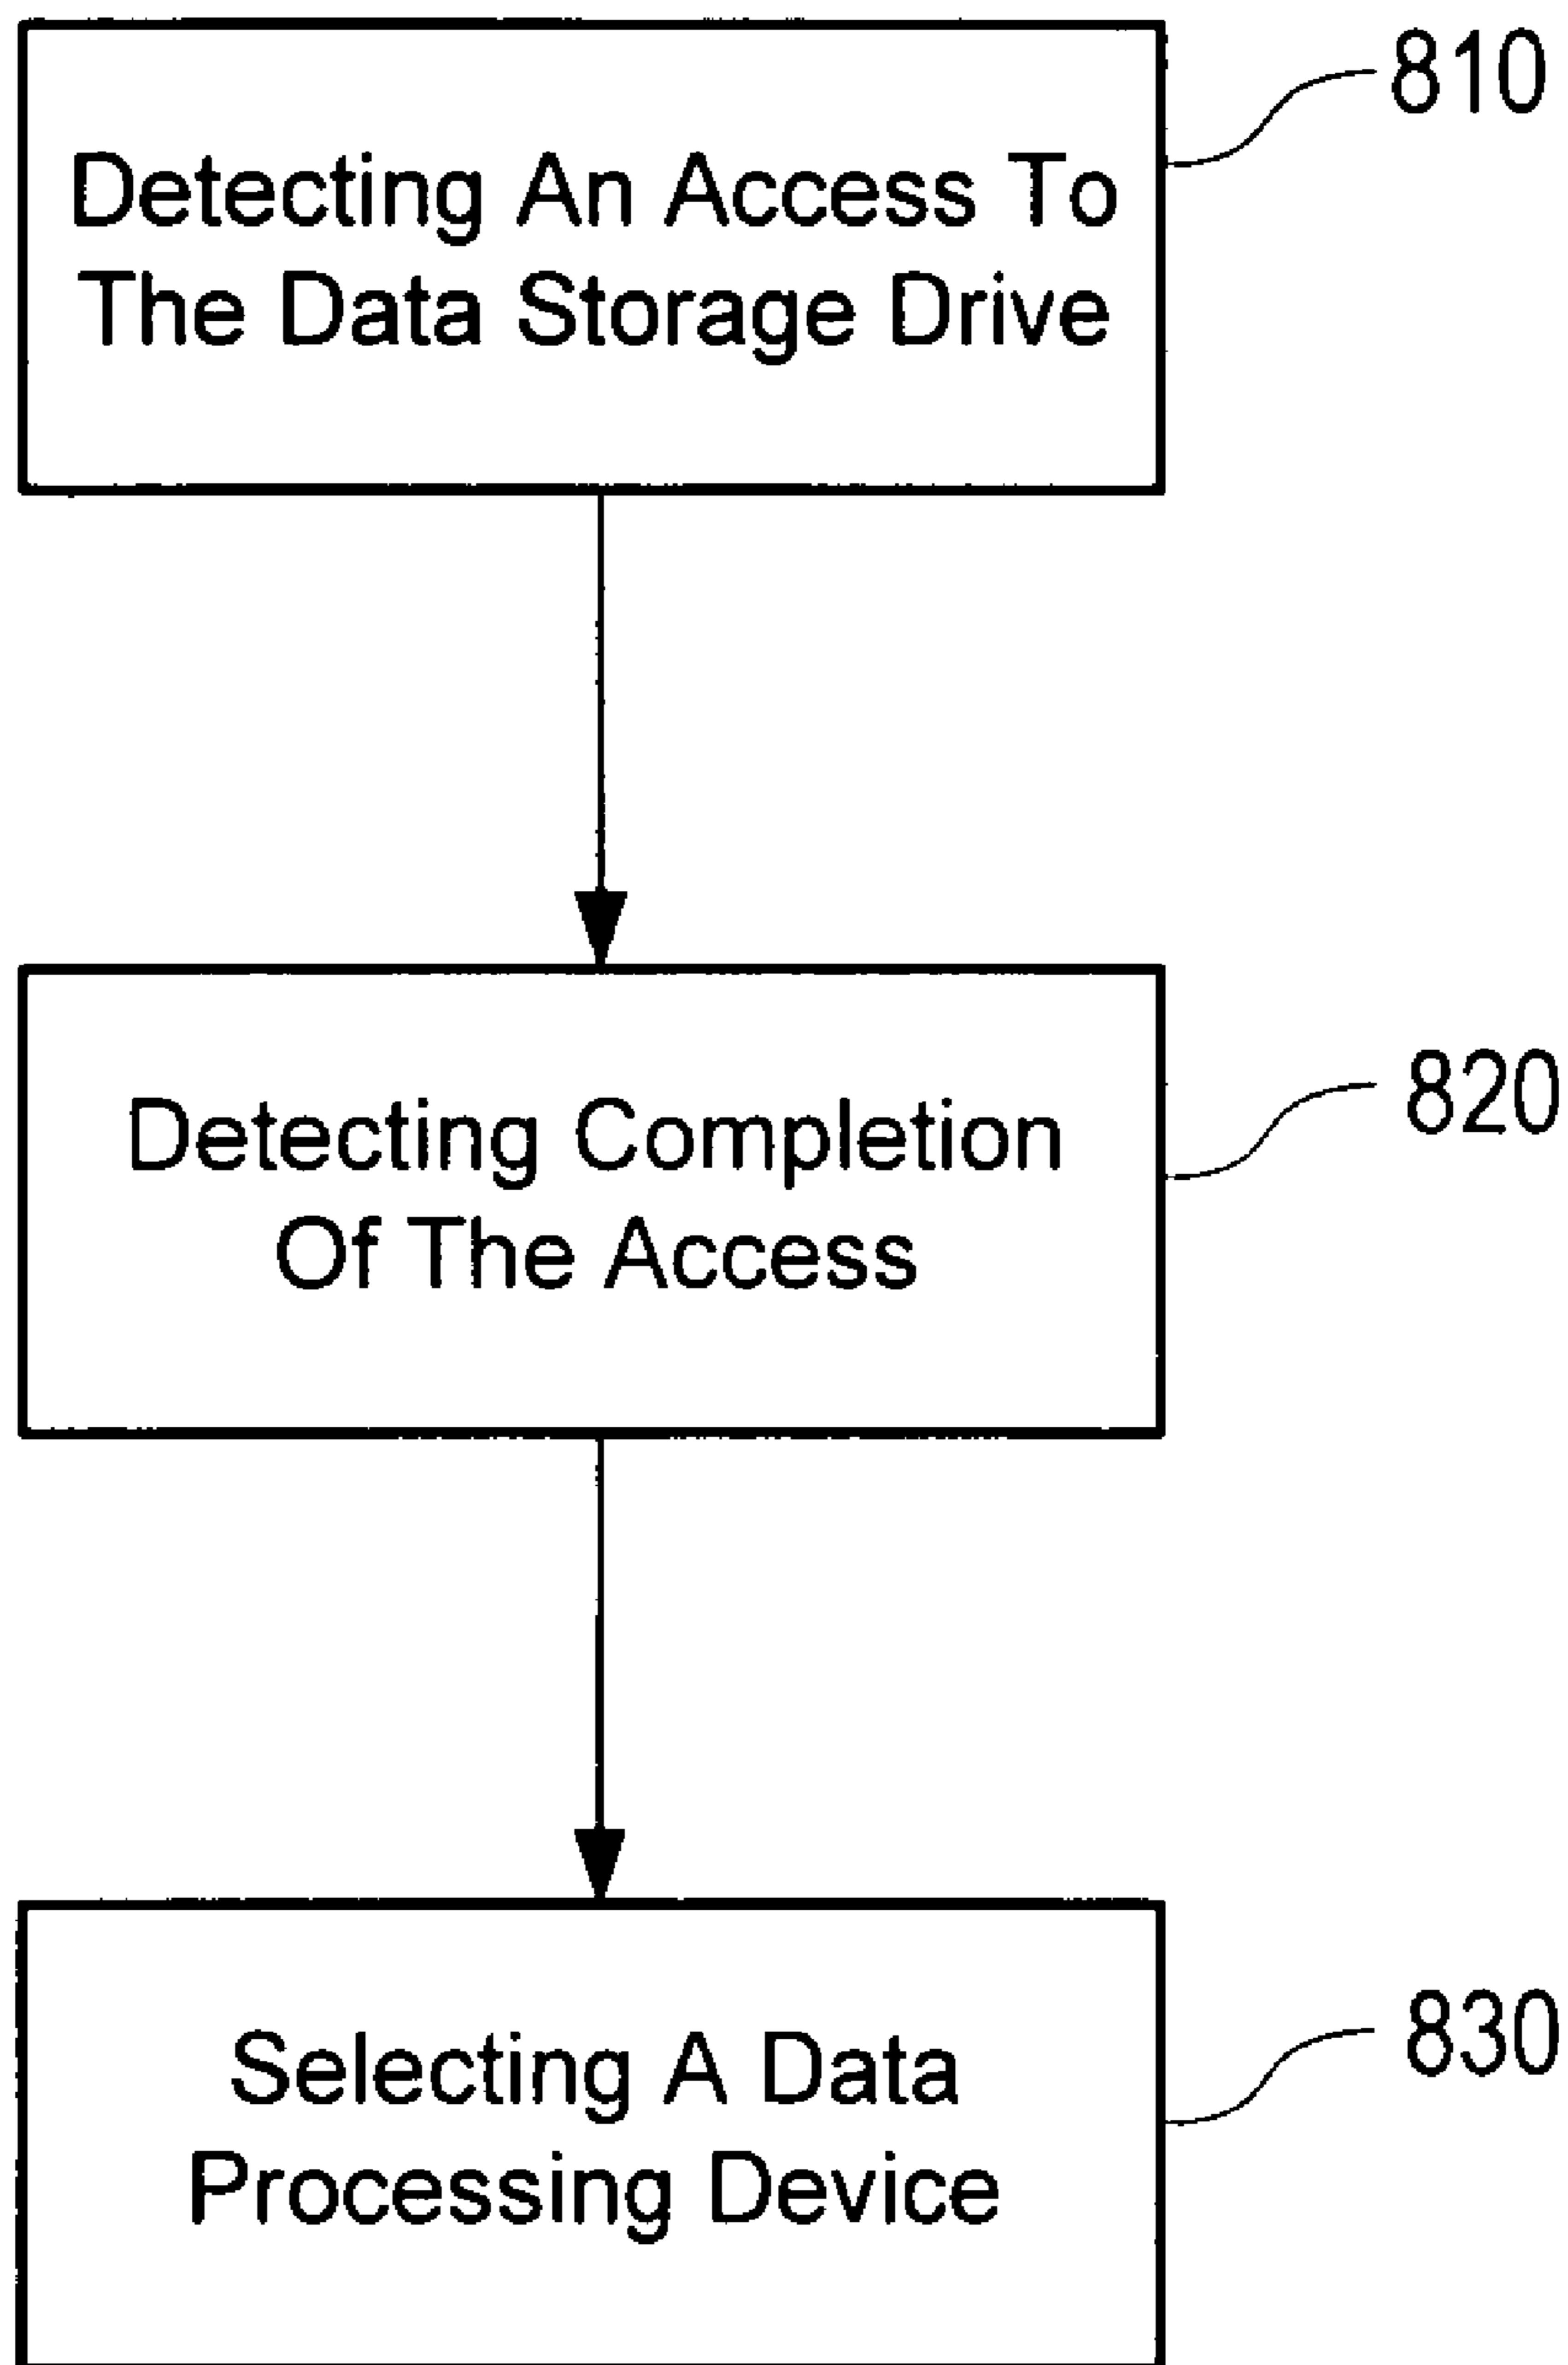 810
Detecting An Access To
The Data Storage Drive
820
Detecting Completion
Of The Access
830
Selecting A Data
Processing Device